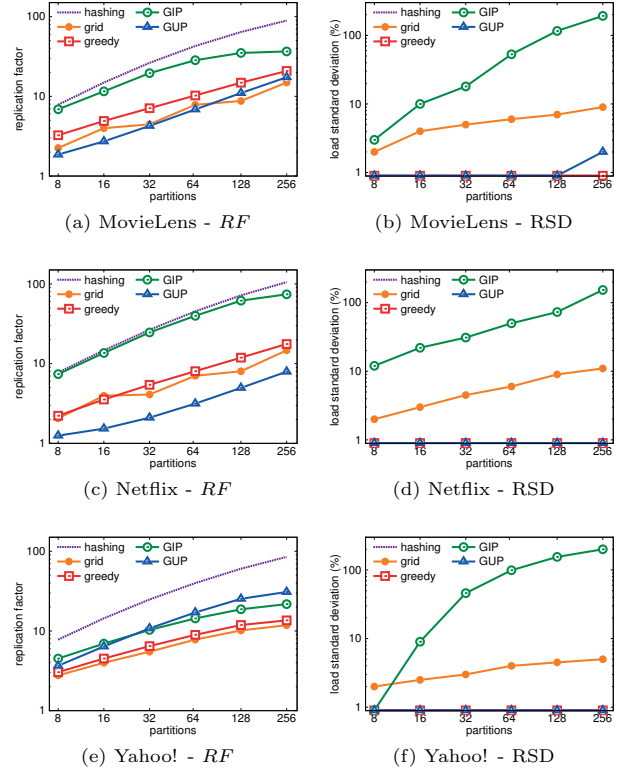 hashing GIP
grid GUP
greedy
replication factor
100
10
1
8 16 32 64 128 256
partitions
(a) MovieLens - RF
hashing GIP
grid GUP
greedy
load standard deviation (%)
100
10
1
8 16 32 64 128 256
partitions
(b) MovieLens - RSD
hashing GIP
grid GUP
greedy
replication factor
100
10
1
8 16 32 64 128 256
partitions
(c) Netflix - RF
hashing GIP
grid GUP
greedy
load standard deviation (%)
100
10
1
8 16 32 64 128 256
partitions
(d) Netflix - RSD
hashing GIP
grid GUP
greedy
replication factor
100
10
1
8 16 32 64 128 256
partitions
(e) Yahoo! - RF
hashing GIP
grid GUP
greedy
load standard deviation (%)
100
10
1
8 16 32 64 128 256
partitions
(f) Yahoo! - RSD